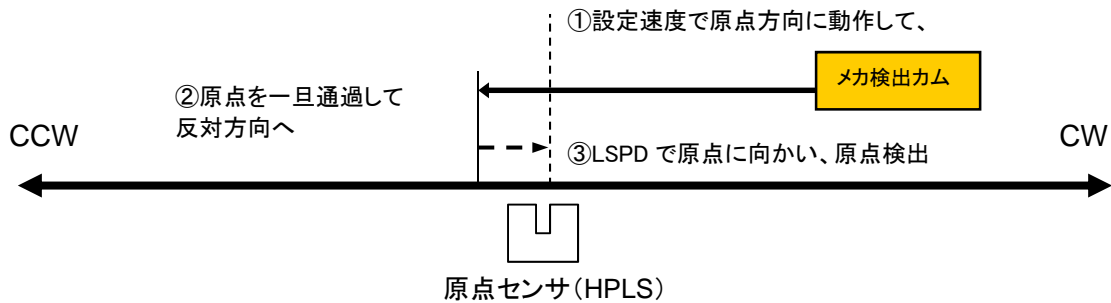 ①設定速度で原点方向に動作して、
メカ検出カム
②原点を一旦通過して
反対方向へ
CCW
CW
③LSPD で原点に向かい、原点検出
原点センサ(HPLS)